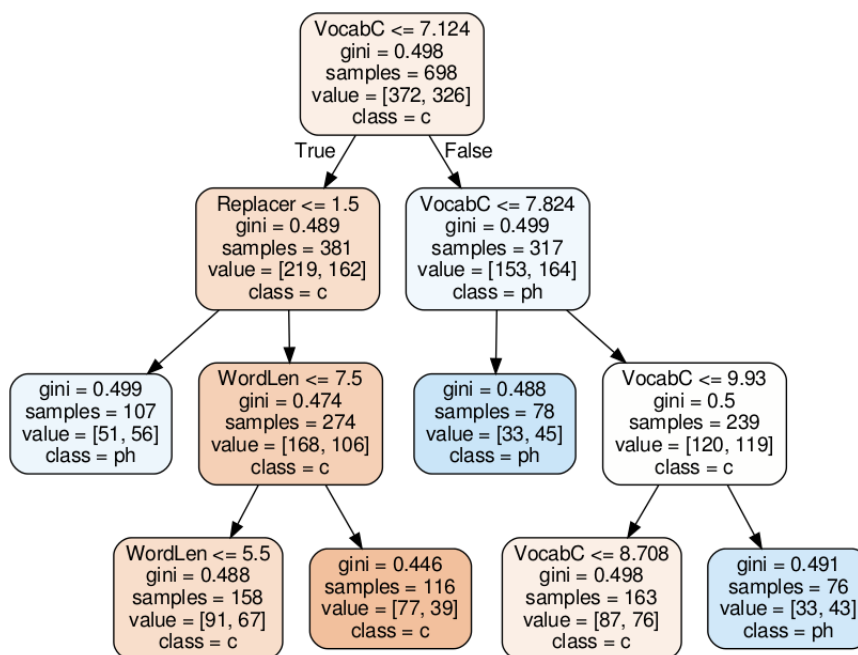 VocabC <= 7.124
gini = 0.498
samples = 698
value = [372, 326]
class = c
True
False
Replacer <= 1.5
gini = 0.489
samples = 381
value = [219, 162]
class = c
VocabC <= 7.824
gini = 0.499
samples = 317
value = [153, 164]
class = ph
gini = 0.499
samples = 107
value = [51, 56]
class = ph
WordLen <= 7.5
gini = 0.474
samples = 274
value = [168, 106]
class = c
gini = 0.488
samples = 78
value = [33, 45]
class = ph
VocabC <= 9.93
gini = 0.5
samples = 239
value = [120, 119]
class = c
WordLen <= 5.5
gini = 0.488
samples = 158
value = [91, 67]
class = c
gini = 0.446
samples = 116
value = [77, 39]
class = c
VocabC <= 8.708
gini = 0.498
samples = 163
value = [87, 76]
class = c
gini = 0.491
samples = 76
value = [33, 43]
class = ph